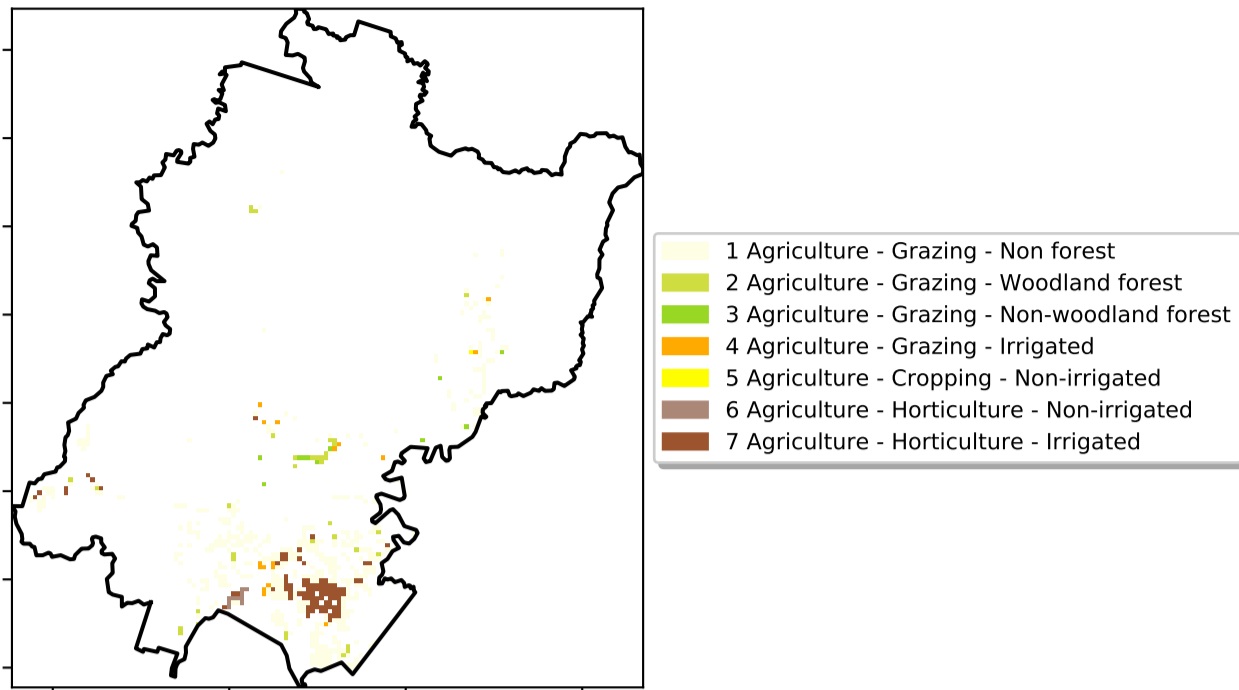 1 Agriculture - Grazing - Non forest
2 Agriculture - Grazing - Woodland forest
3 Agriculture - Grazing - Non-woodland forest
4 Agriculture - Grazing - Irrigated
5 Agriculture - Cropping - Non-irrigated
6 Agriculture - Horticulture - Non-irrigated
7 Agriculture - Horticulture - Irrigated